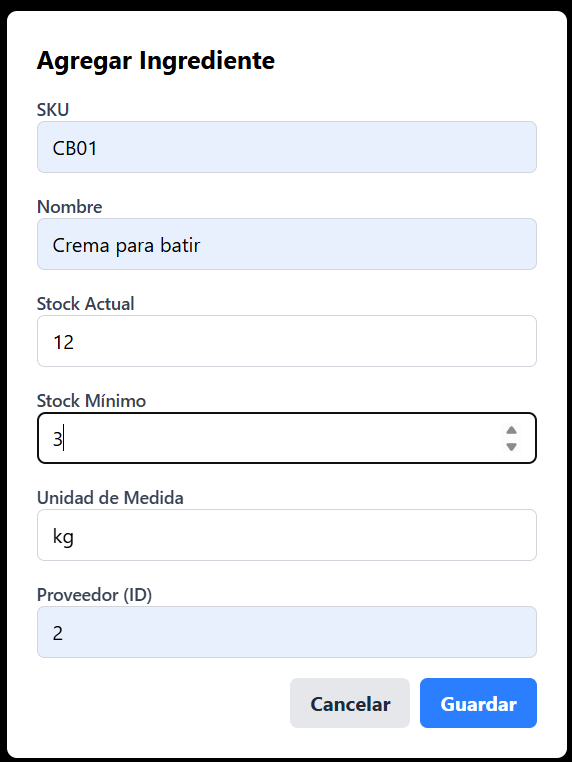 Agregar Ingrediente
SKU
CB01
Nombre
Crema para batir
Stock Actual
12
Stock Mínimo
3
Unidad de Medida
kg
Proveedor (ID)
2
Cancelar Guardar